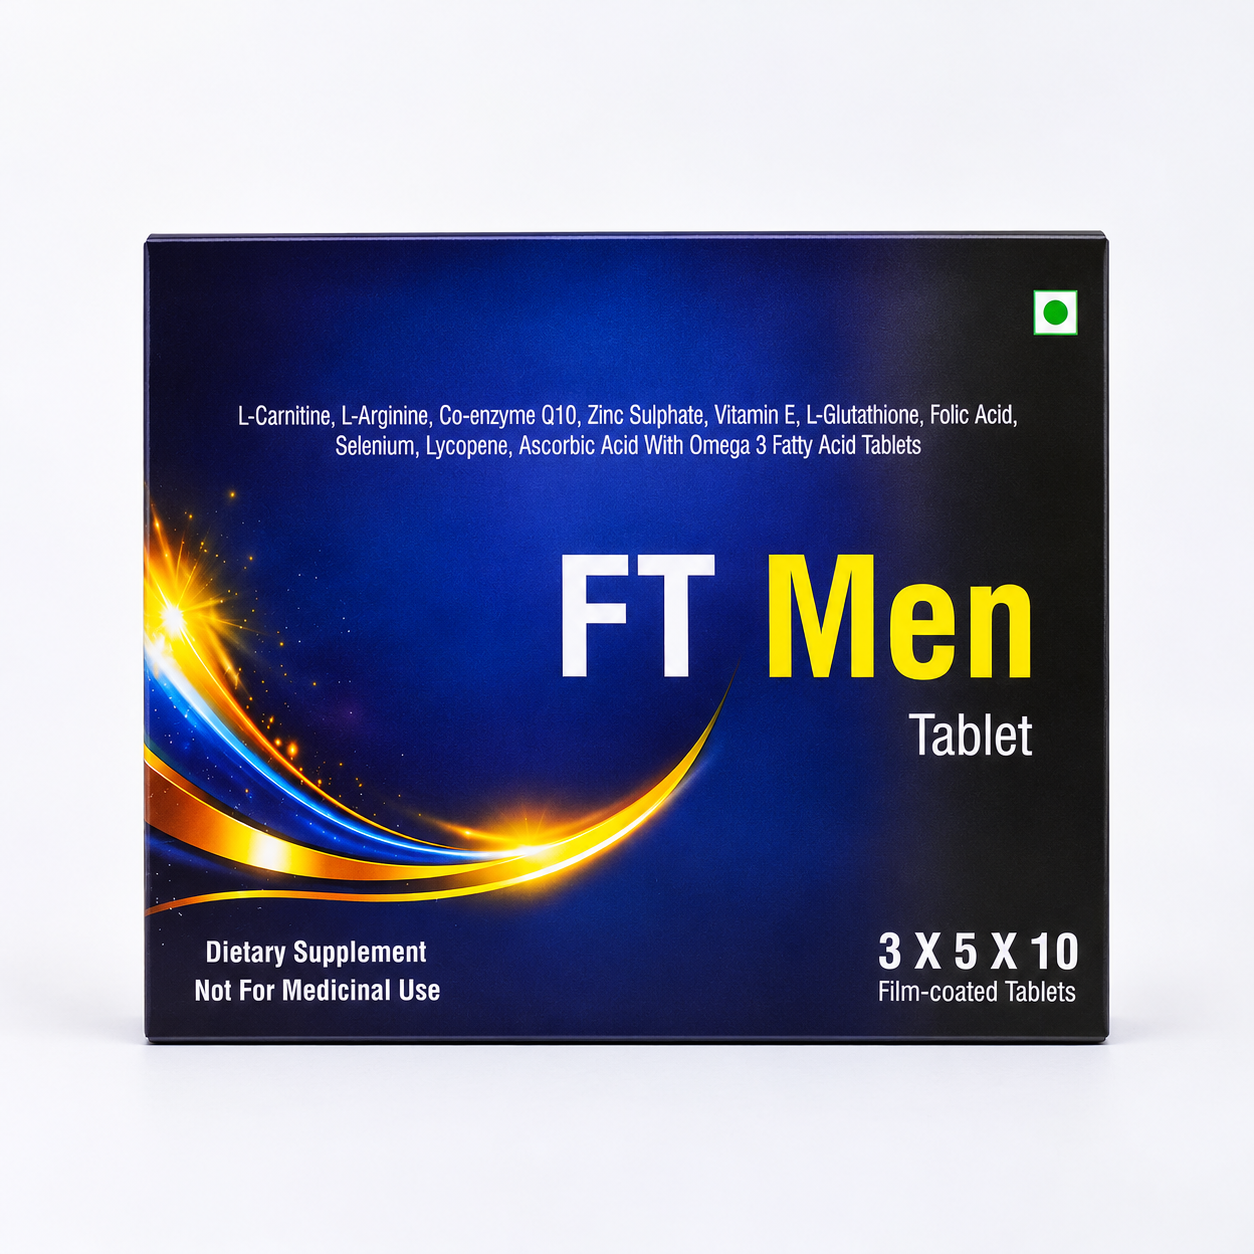 L-Carnitine, L-Arginine, Co-enzyme Q10, Zinc Sulphate, Vitamin E, L-Glutathione, Folic Acid,
Selenium, Lycopene, Ascorbic Acid With Omega 3 Fatty Acid Tablets
FT Men
Tablet
Dietary Supplement
Not For Medicinal Use
3 X 5 X 10
Film-coated Tablets